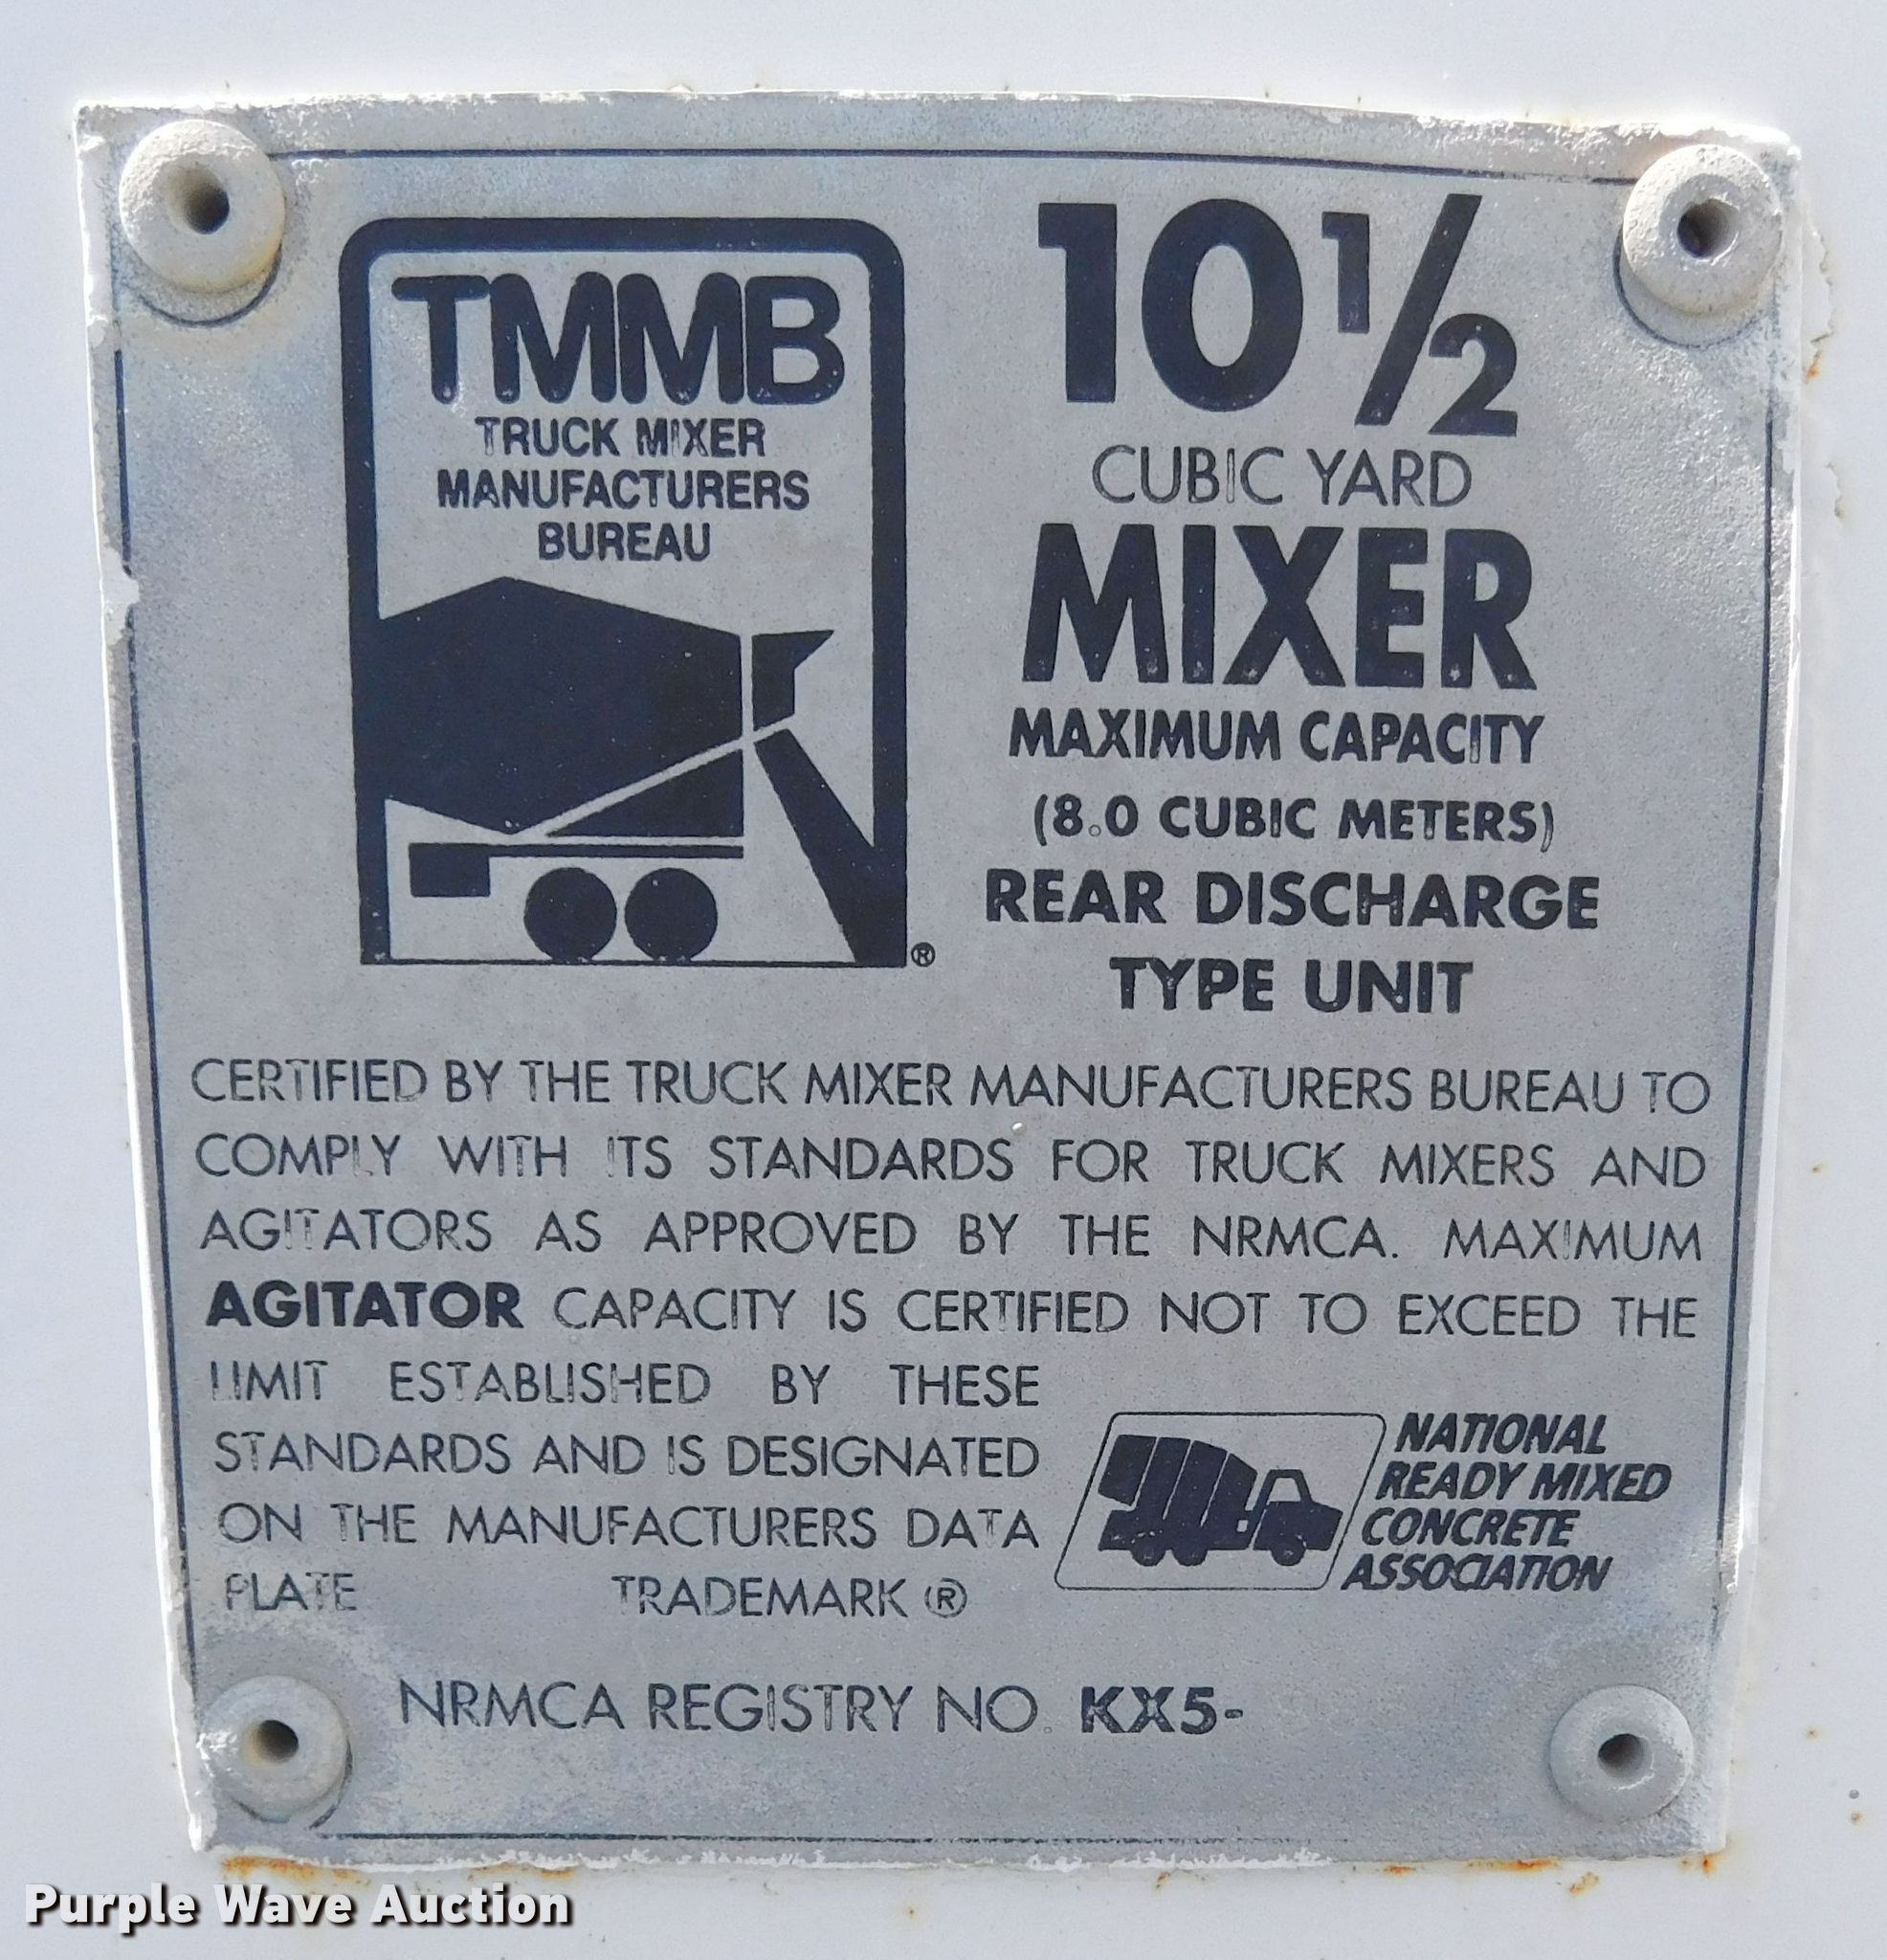 TMMB
TRUCK MIXER
MANUFACTURERS
BUREAU
®
10 1/2
CUBIC YARD
MIXER
MAXIMUM CAPACITY
(8.0 CUBIC METERS)
REAR DISCHARGE
TYPE UNIT
CERTIFIED BY THE TRUCK MIXER MANUFACTURERS BUREAU TO
COMPLY WITH ITS STANDARDS FOR TRUCK MIXERS AND
AGITATORS AS APPROVED BY THE NRMCA. MAXIMUM
AGITATOR CAPACITY IS CERTIFIED NOT TO EXCEED THE
LIMIT ESTABLISHED BY THESE
STANDARDS AND IS DESIGNATED
ON THE MANUFACTURERS DATA
PLATE TRADEMARK ®
NATIONAL
READY MIXED
CONCRETE
ASSOCIATION
NRMCA REGISTRY NO. KX5-
Purple Wave Auction